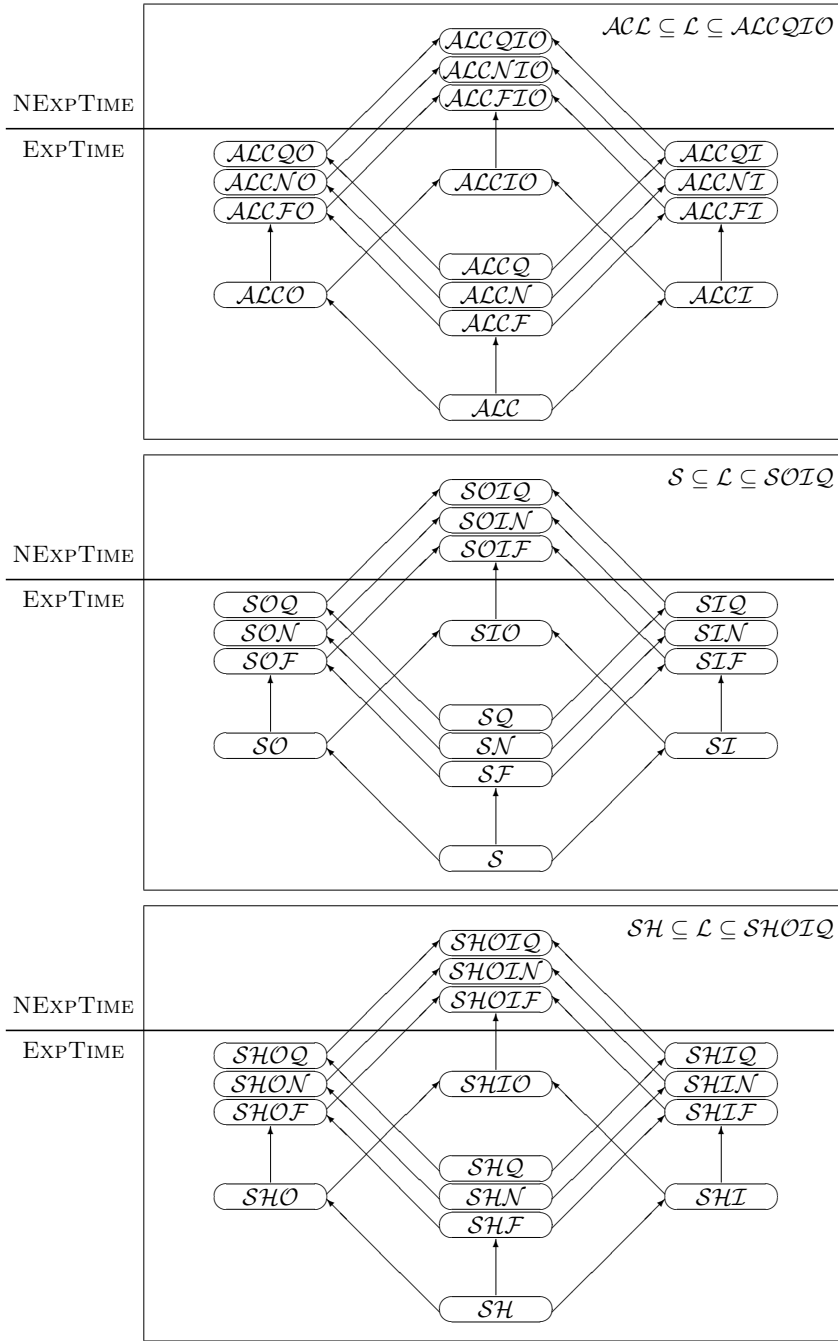 ACL ⊆ L ⊆ ALCQIO
ALCQIO
ALCNIO
ALCFIO
NEXPTIME
EXPTIME
ALCQO
ALCQI
ALCNO
ALCIO
ALCNI
ALCFO
ALCFI
ALCQ
ALCO
ALCN
ALCI
ALCF
ALC
S ⊆ L ⊆ SOIQ
SOIQ
SOIN
SOIF
NEXPTIME
EXPTIME
SOQ
SIQ
SON
SIO
SIN
SOF
SIF
SQ
SO
SN
SI
SF
S
SH ⊆ L ⊆ SHOIQ
SHOIQ
SHOIN
SHOIF
NEXPTIME
EXPTIME
SHOQ
SHIQ
SHON
SHIO
SHIN
SHOF
SHIF
SHQ
SHO
SHN
SHI
SHF
SH